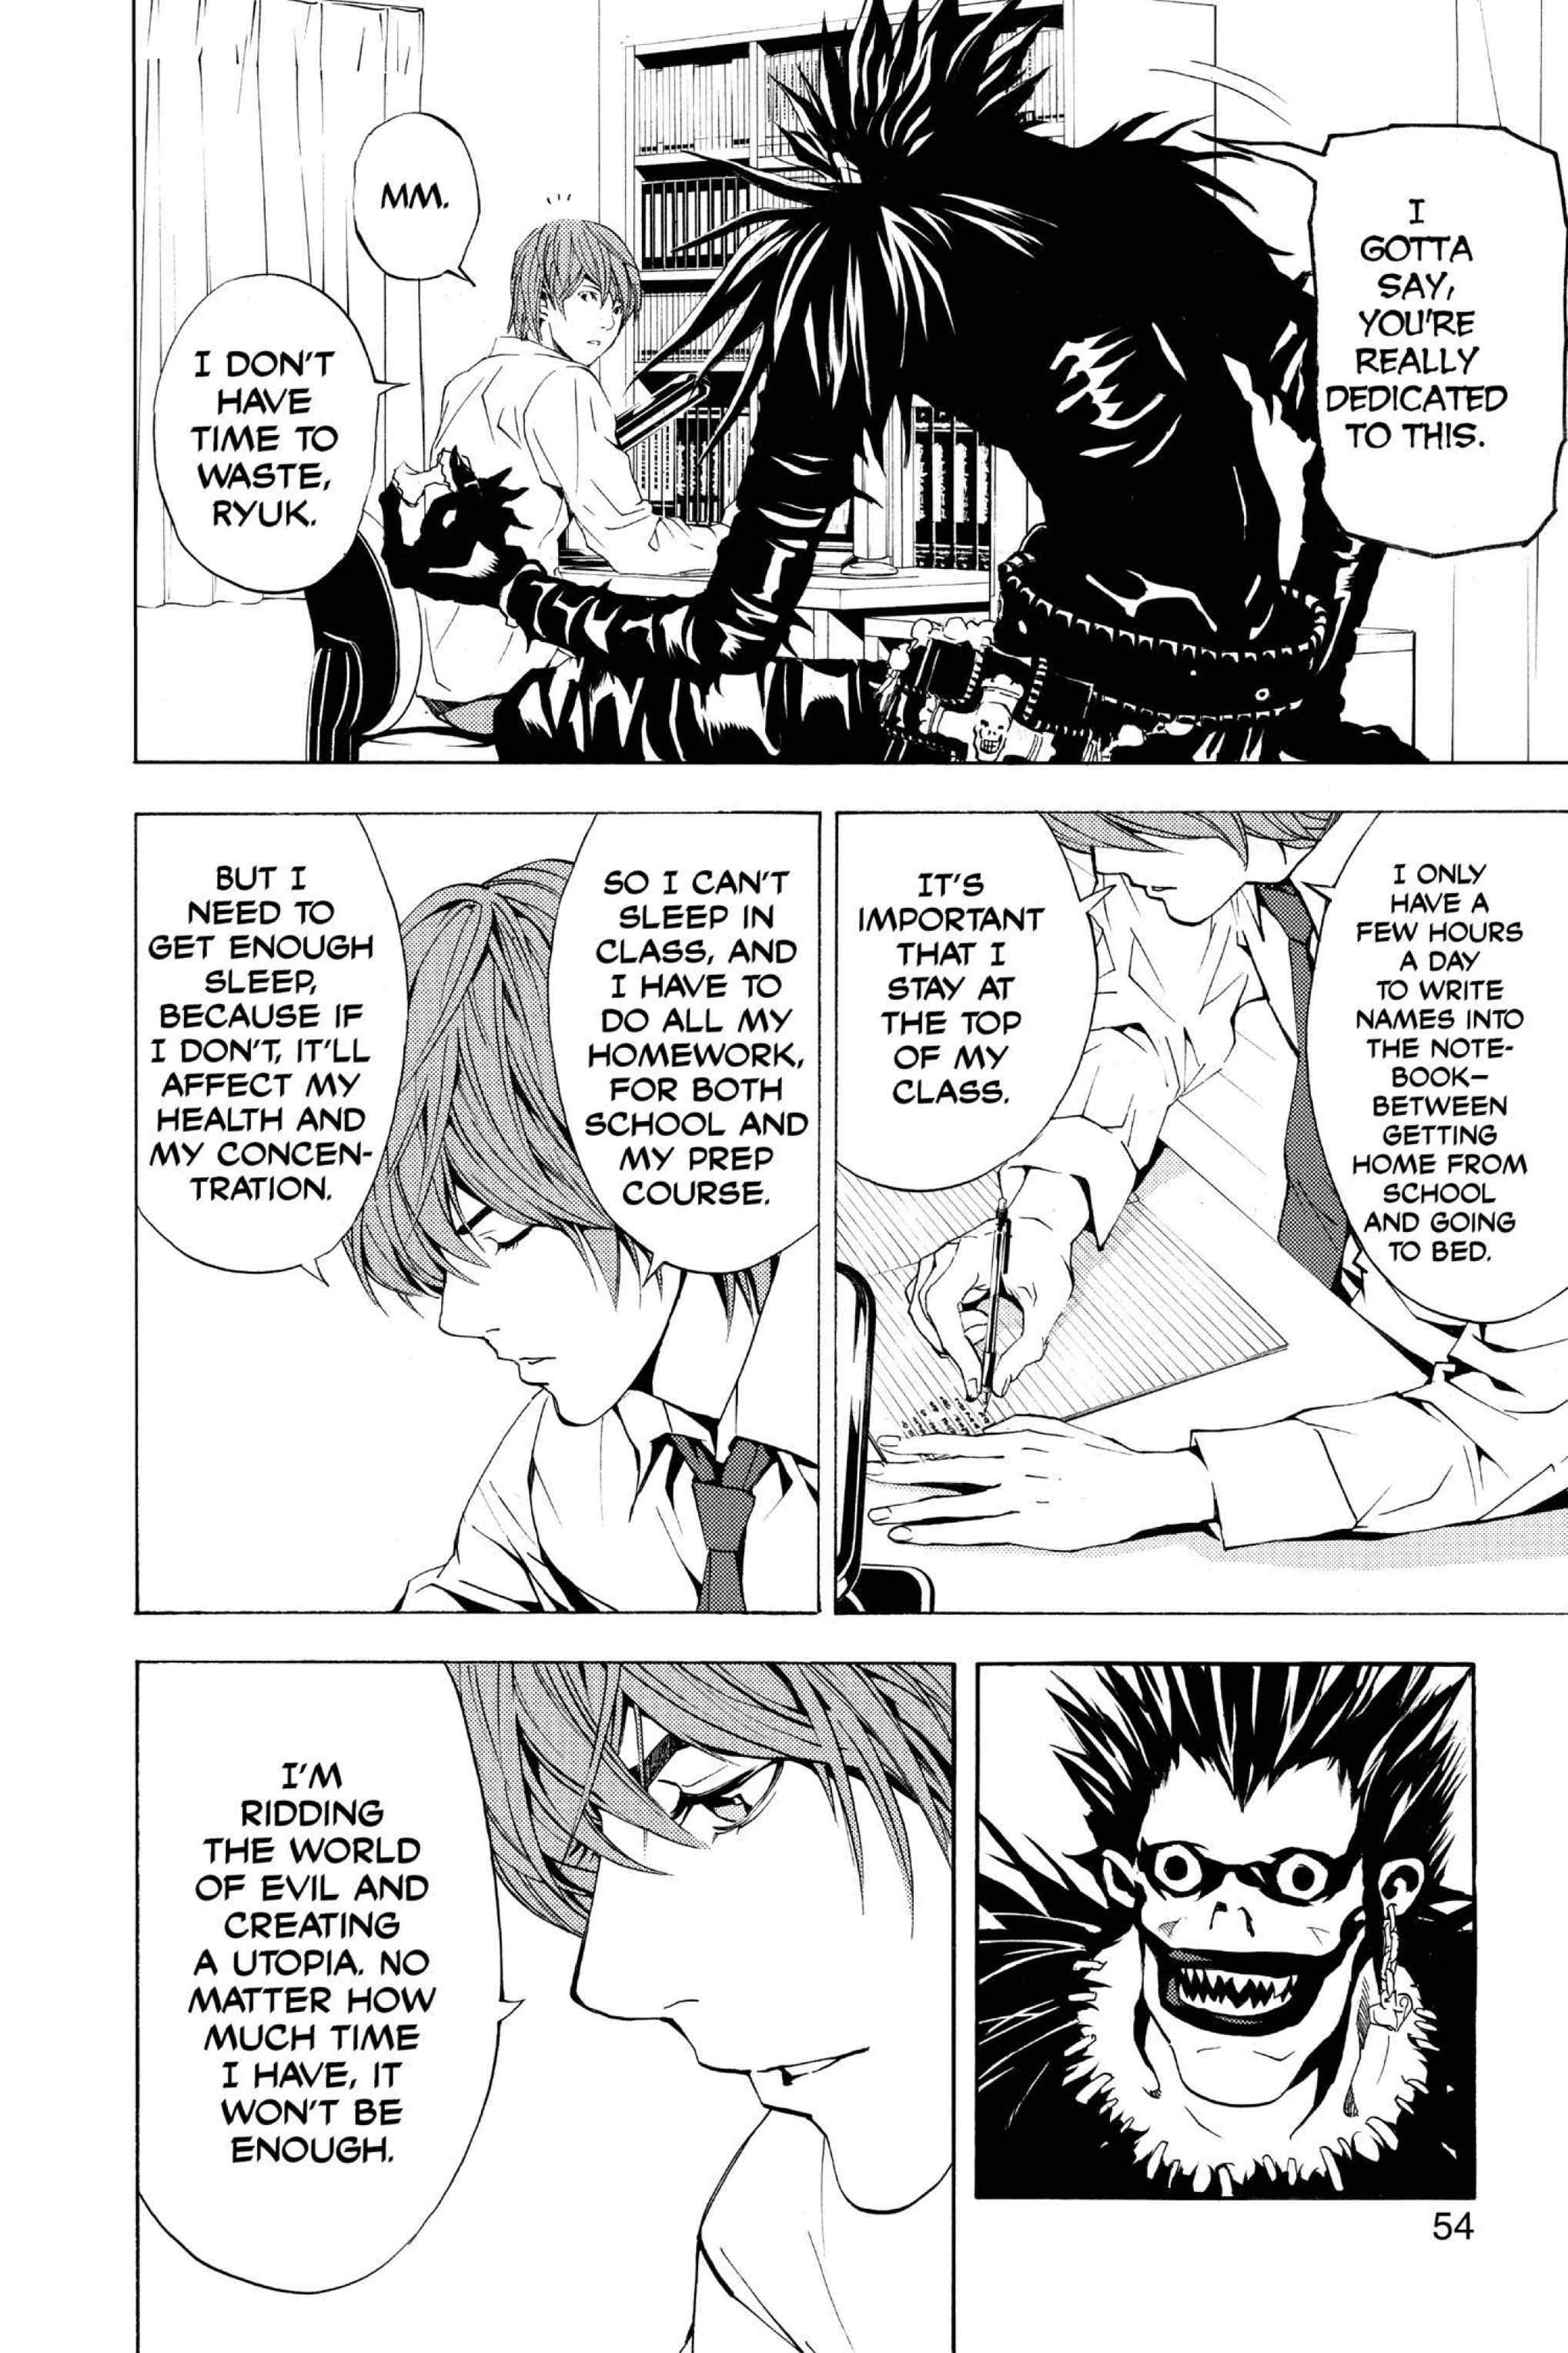 I
GOTTA
SAY,
YOU'RE
REALLY
DEDICATED
TO THIS.
MM.
I DON'T
HAVE
TIME TO
WASTE,
RYUK.
I ONLY
HAVE A
FEW HOURS
A DAY
TO WRITE
NAMES INTO
THE NOTE-
BOOK—
BETWEEN
GETTING
HOME FROM
SCHOOL
AND GOING
TO BED.
IT'S
IMPORTANT
THAT I
STAY AT
THE TOP
OF MY
CLASS.
SO I CAN'T
SLEEP IN
CLASS, AND
I HAVE TO
DO ALL MY
HOMEWORK,
FOR BOTH
SCHOOL AND
MY PREP
COURSE.
BUT I
NEED TO
GET ENOUGH
SLEEP,
BECAUSE IF
I DON'T, IT'LL
AFFECT MY
HEALTH AND
MY CONCEN-
TRATION.
I'M
RIDDING
THE WORLD
OF EVIL AND
CREATING
A UTOPIA. NO
MATTER HOW
MUCH TIME
I HAVE, IT
WON'T BE
ENOUGH.
54